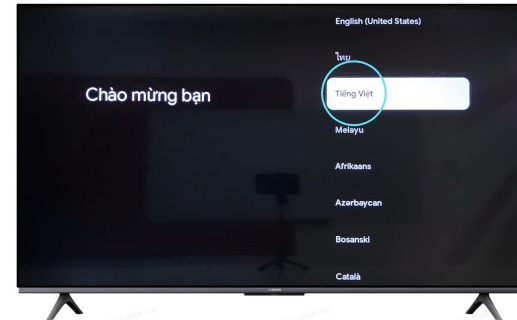 Chào mừng bạn
English (United States)
ไทย
Tiếng Việt
Melayu
Afrikaans
Azərbaycan
Bosanski
Català